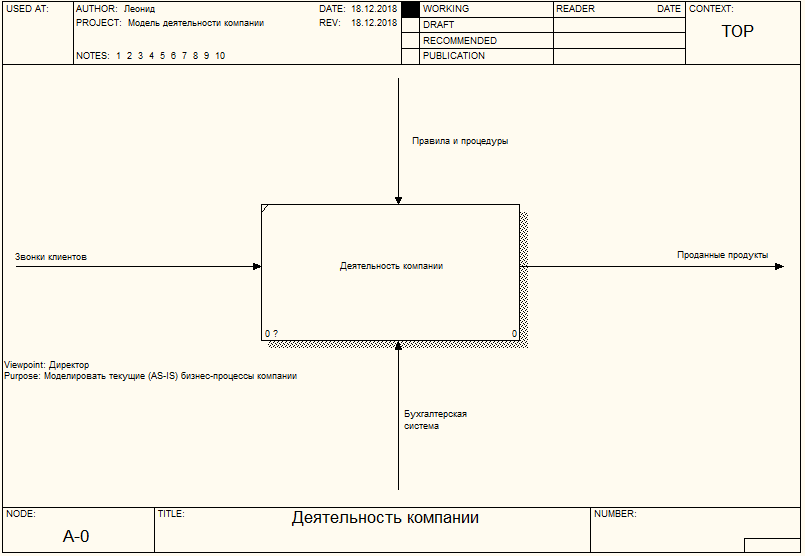 USED AT:
AUTHOR: Леонид
DATE: 18.12.2018
WORKING
READER
DATE
CONTEXT:
PROJECT: Модель деятельности компании
REV: 18.12.2018
DRAFT
TOP
RECOMMENDED
NOTES: 1 2 3 4 5 6 7 8 9 10
PUBLICATION
Правила и процедуры
Звонки клиентов
Проданные продукты
Деятельность компании
0 ?
0
Viewpoint: Директор
Purpose: Моделировать текущие (AS-IS) бизнес-процессы компании
Бухгалтерская
система
NODE:
A-0
TITLE:
Деятельность компании
NUMBER: